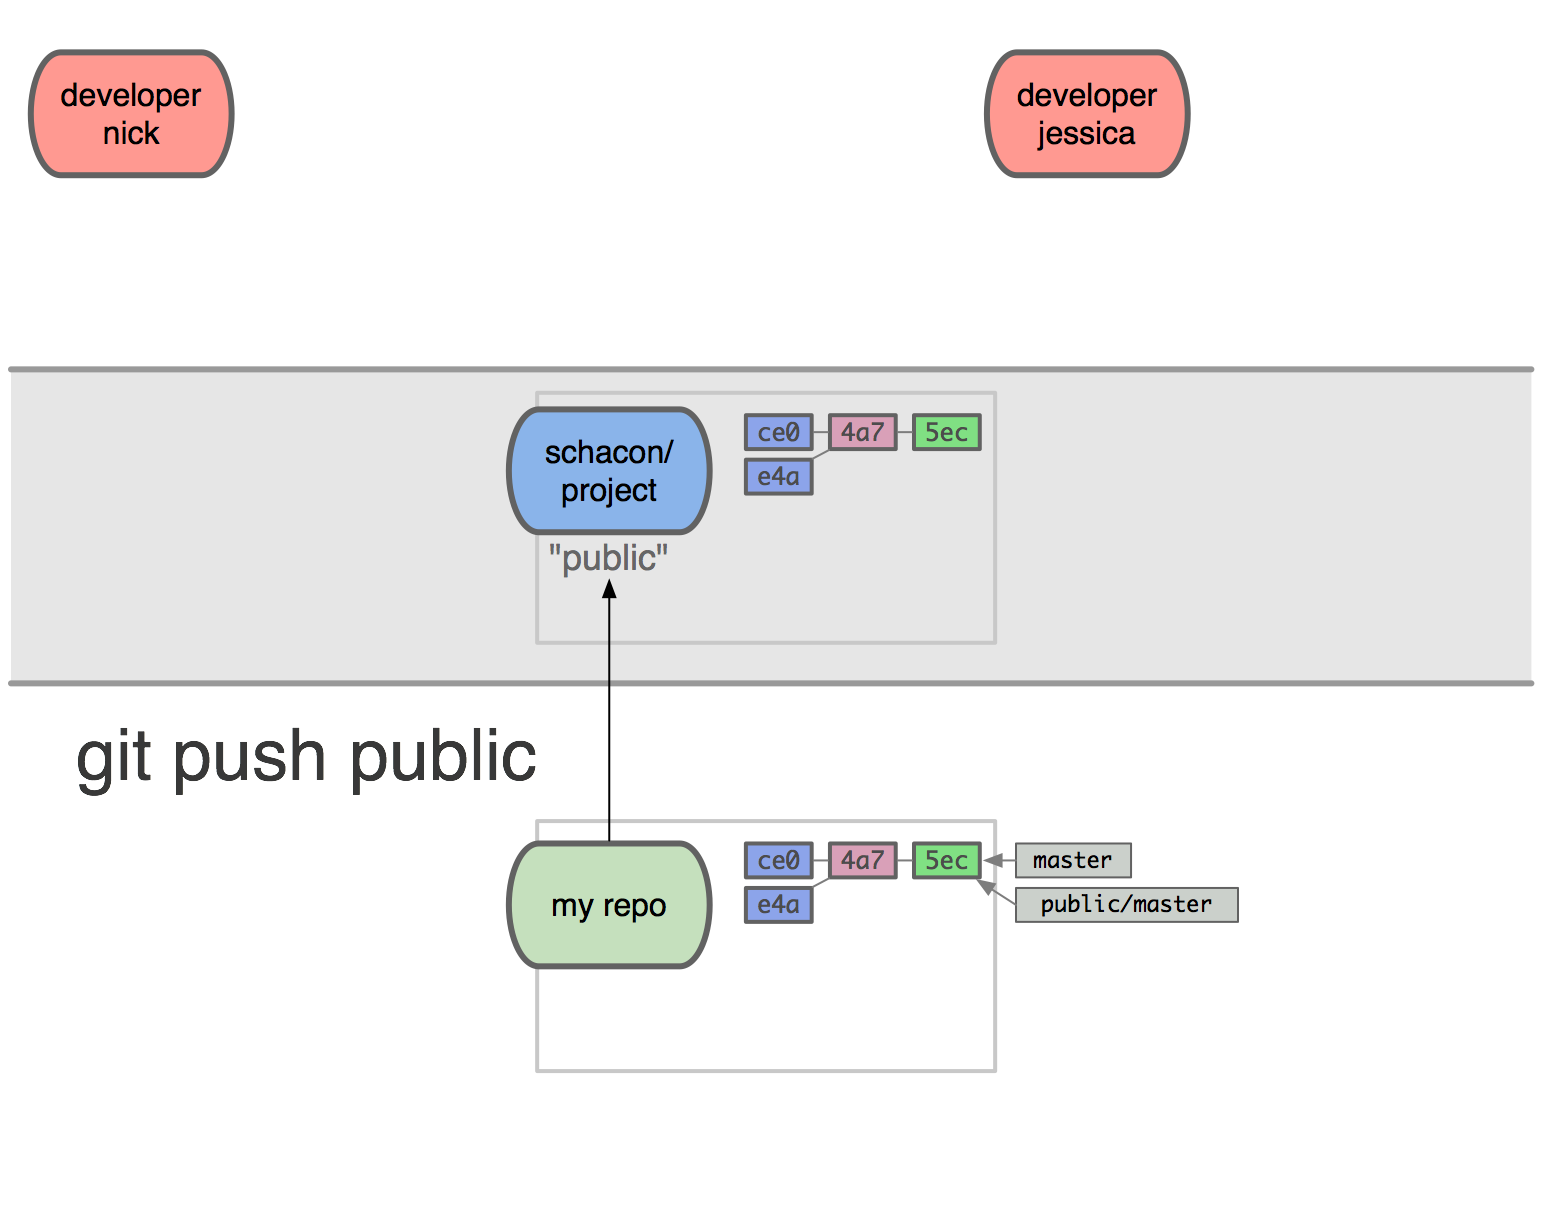 developer
nick
developer
jessica
schacon/
project
"public"
ce0 4a7 5ec
e4a
git push public
my repo
ce0 4a7 5ec
e4a
master
public/master